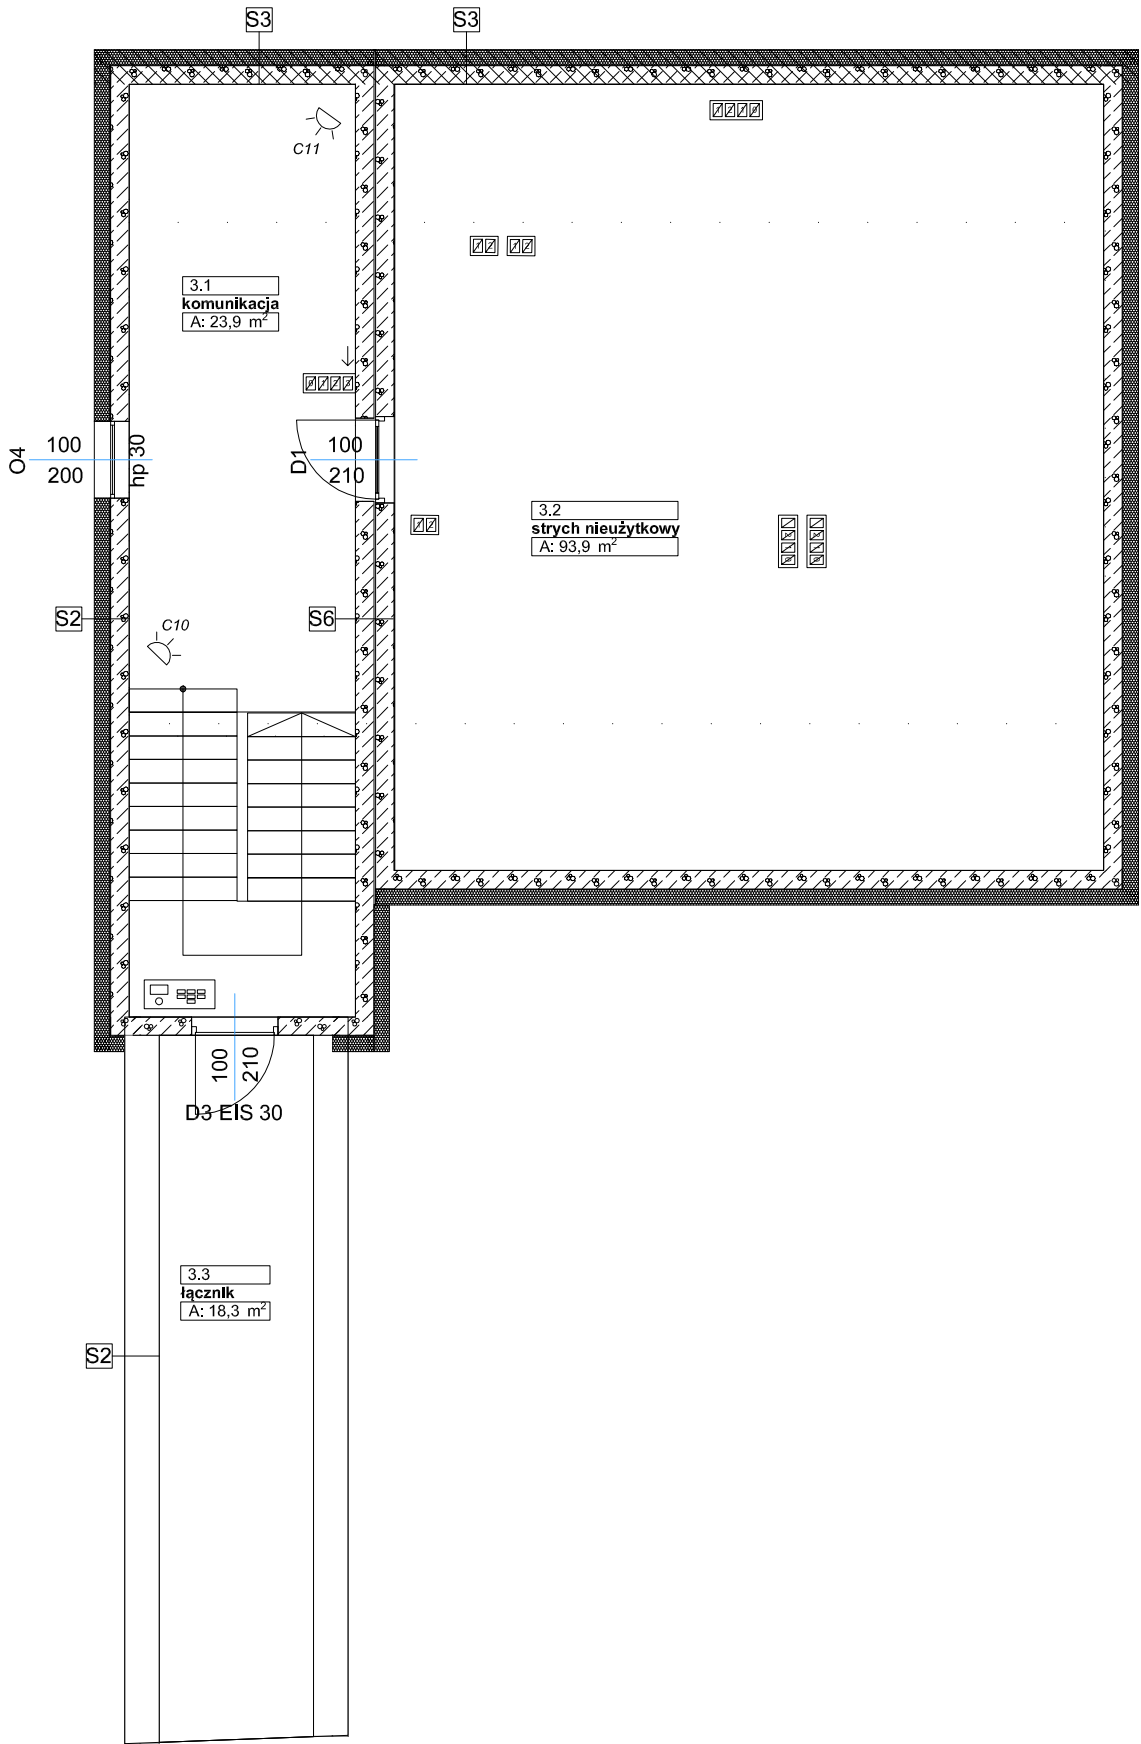 S3
S3
C11
3.1
komunikacja
A: 23,9 m²
O4
100
200
hp 30
D1
100
210
3.2
strych nieużytkowy
A: 93,9 m²
S2
S6
C10
100
210
D3 EIS 30
3.3
łącznik
A: 18,3 m²
S2